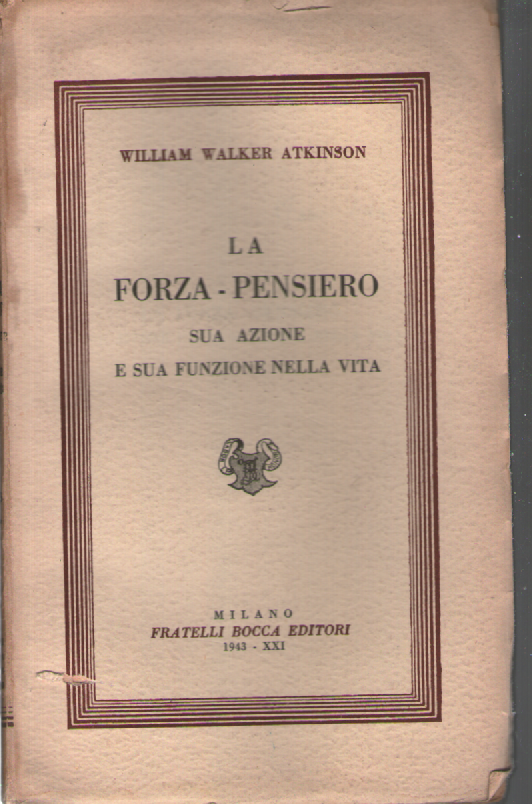 WILLIAM WALKER ATKINSON
LA
FORZA - PENSIERO
SUA AZIONE
E SUA FUNZIONE NELLA VITA
MILANO
FRATELLI BOCCA EDITORI
1943 - XXI